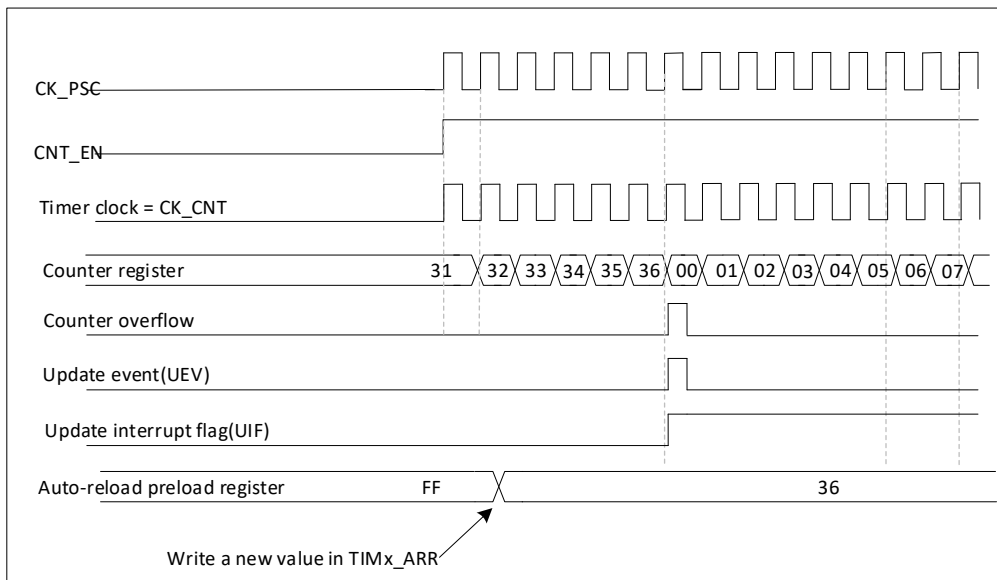 CK_PSC
CNT_EN
Timer clock = CK_CNT
Counter register 31 32 33 34 35 36 00 01 02 03 04 05 06 07
Counter overflow
Update event(UEV)
Update interrupt flag(UIF)
Auto-reload preload register FF 36
Write a new value in TIMx_ARR